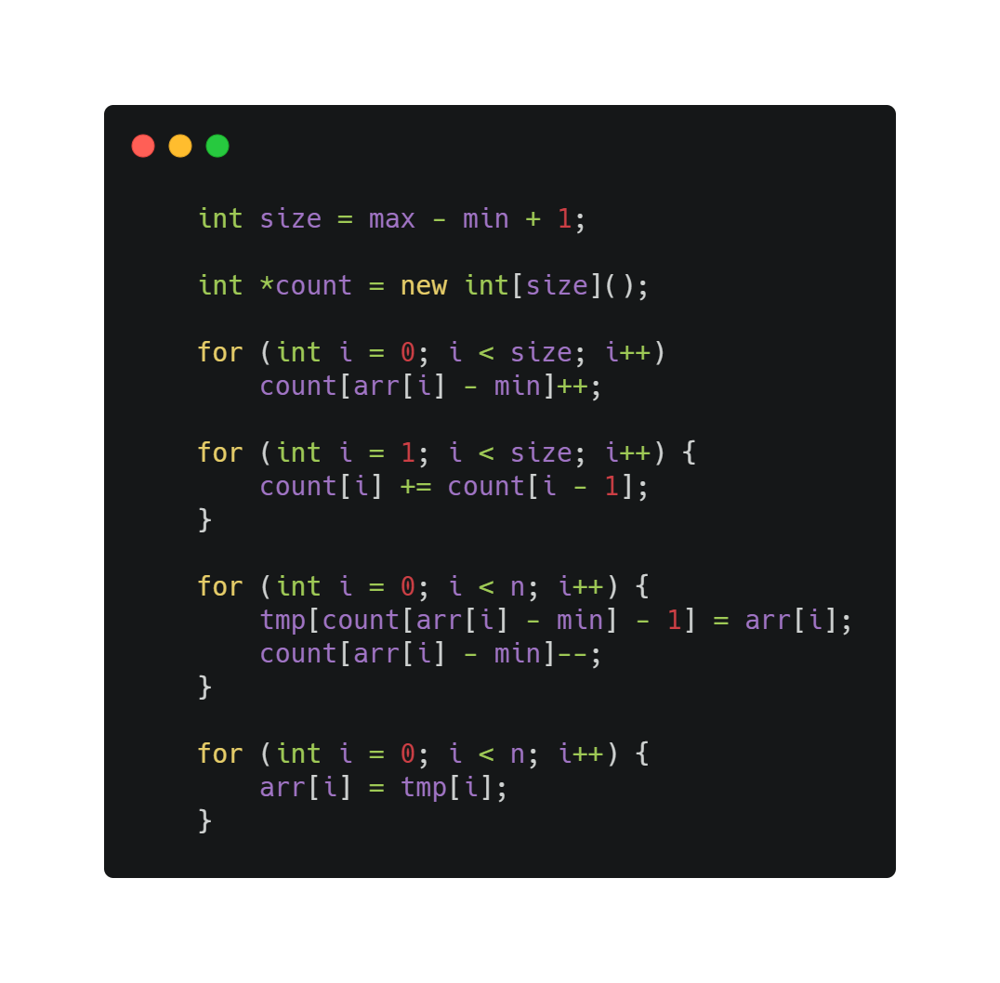 int size = max - min + 1;
int *count = new int[size]();
for (int i = 0; i < size; i++)
    count[arr[i] - min]++;
for (int i = 1; i < size; i++) {
    count[i] += count[i - 1];
}
for (int i = 0; i < n; i++) {
    tmp[count[arr[i] - min] - 1] = arr[i];
    count[arr[i] - min]--;
}
for (int i = 0; i < n; i++) {
    arr[i] = tmp[i];
}